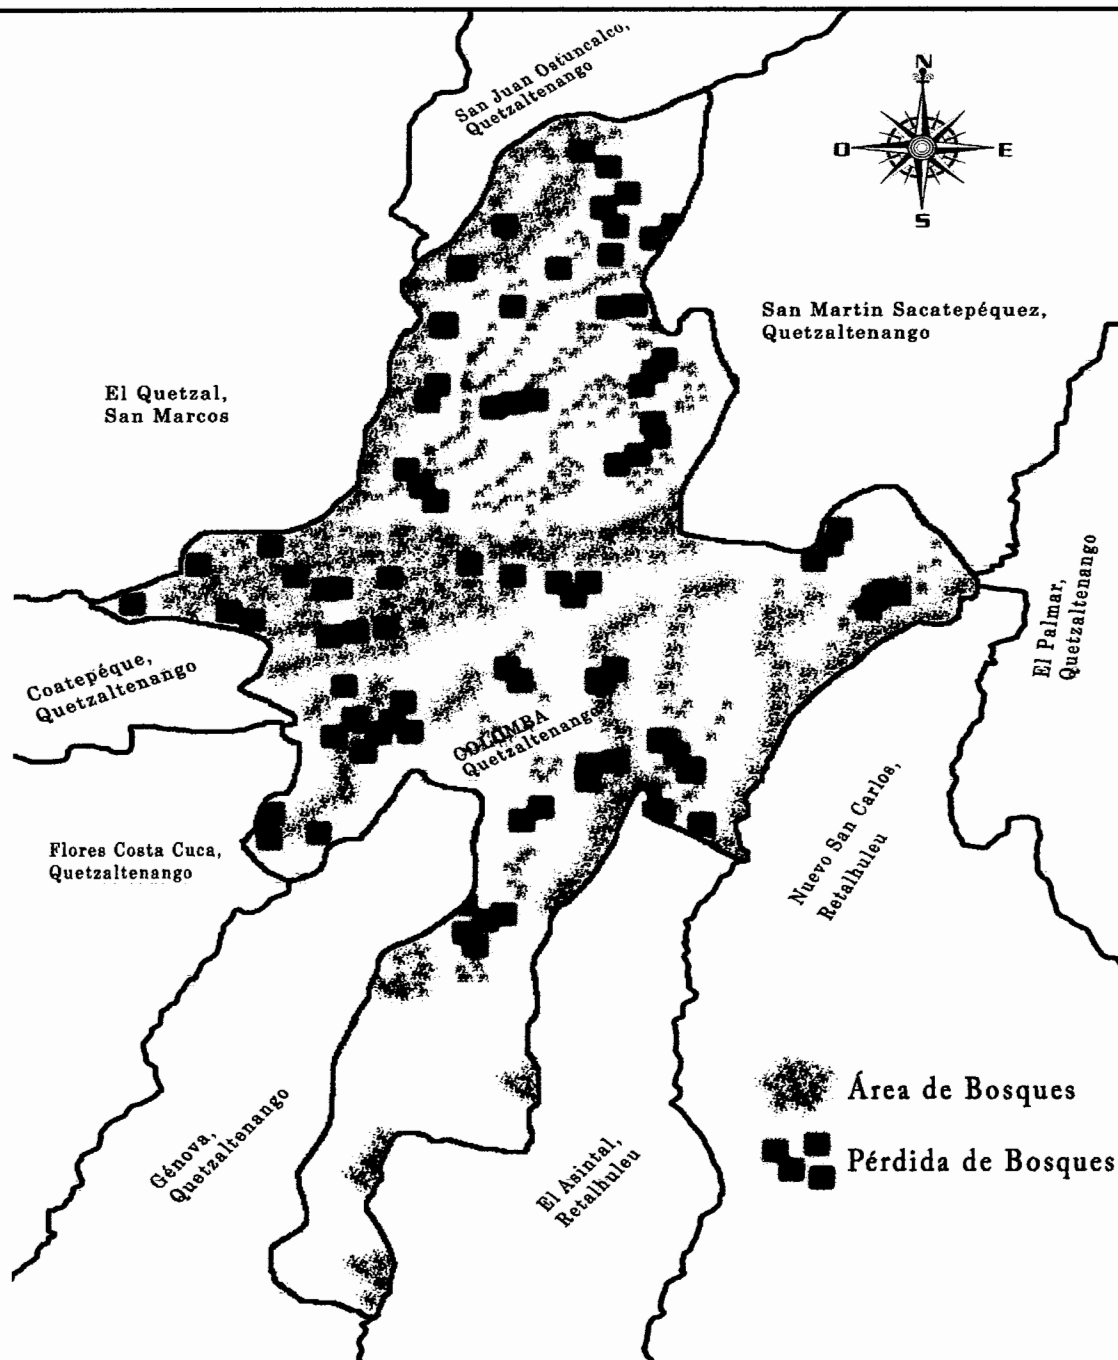 San Juan Ostuncalco,
Quetzaltenango
N
O
E
S
San Martin Sacatepéquez,
Quetzaltenango
El Quetzal,
San Marcos
El Palmar,
Quetzaltenango
Coatepéque,
Quetzaltenango
COLOMBA
Quetzaltenango
Flores Costa Cuca,
Quetzaltenango
Nuevo San Carlos,
Retalhuleu
Génova,
Quetzaltenango
El Asintal,
Retalhuleu
Área de Bosques
Pérdida de Bosques